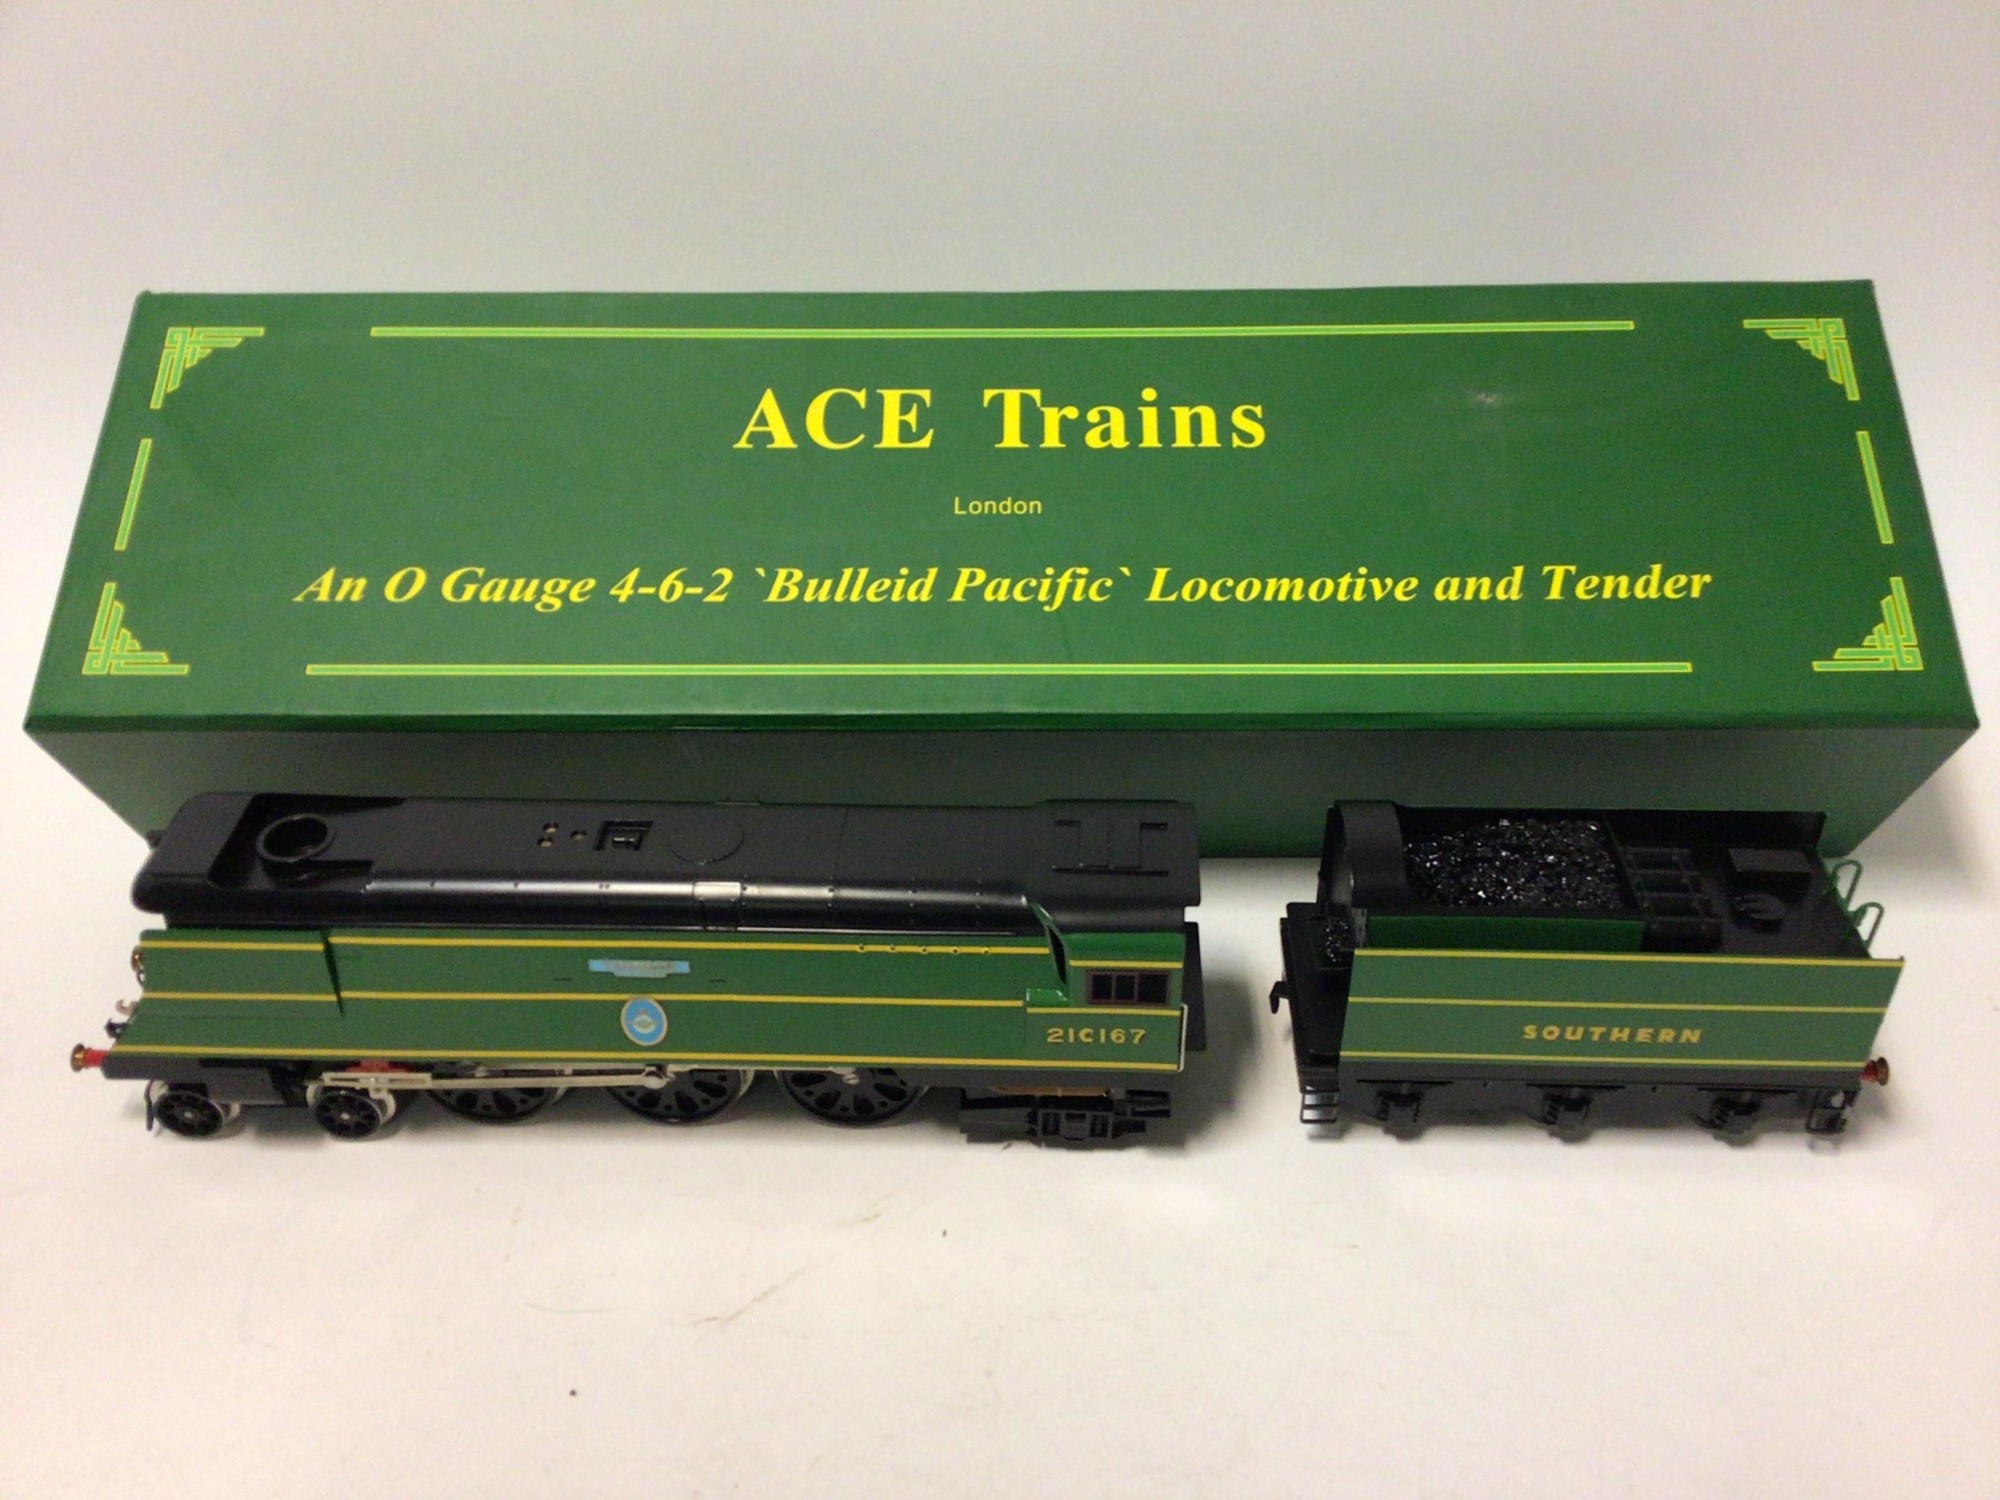 ACE Trains
London
An O Gauge 4-6-2 `Bulleid Pacific` Locomotive and Tender
21C167
SOUTHERN